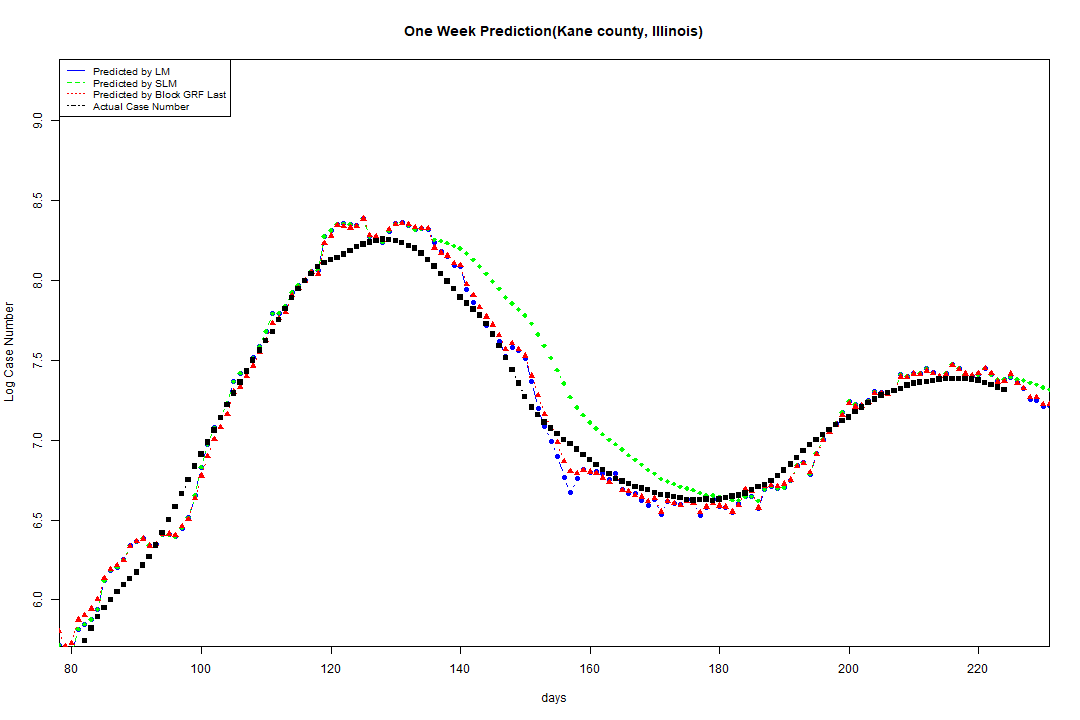 One Week Prediction(Kane county, Illinois)
Predicted by LM
Predicted by SLM
Predicted by Block GRF Last
Actual Case Number
9.0
8.5
8.0
7.5
7.0
6.5
6.0
Log Case Number
80 100 120 140 160 180 200 220
days